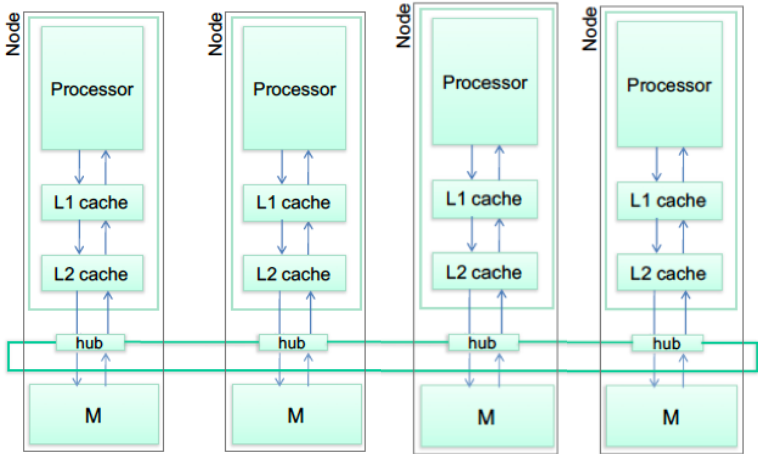 Node
Processor
L1 cache
L2 cache
hub
M
Node
Processor
L1 cache
L2 cache
hub
M
Node
Processor
L1 cache
L2 cache
hub
M
Node
Processor
L1 cache
L2 cache
hub
M